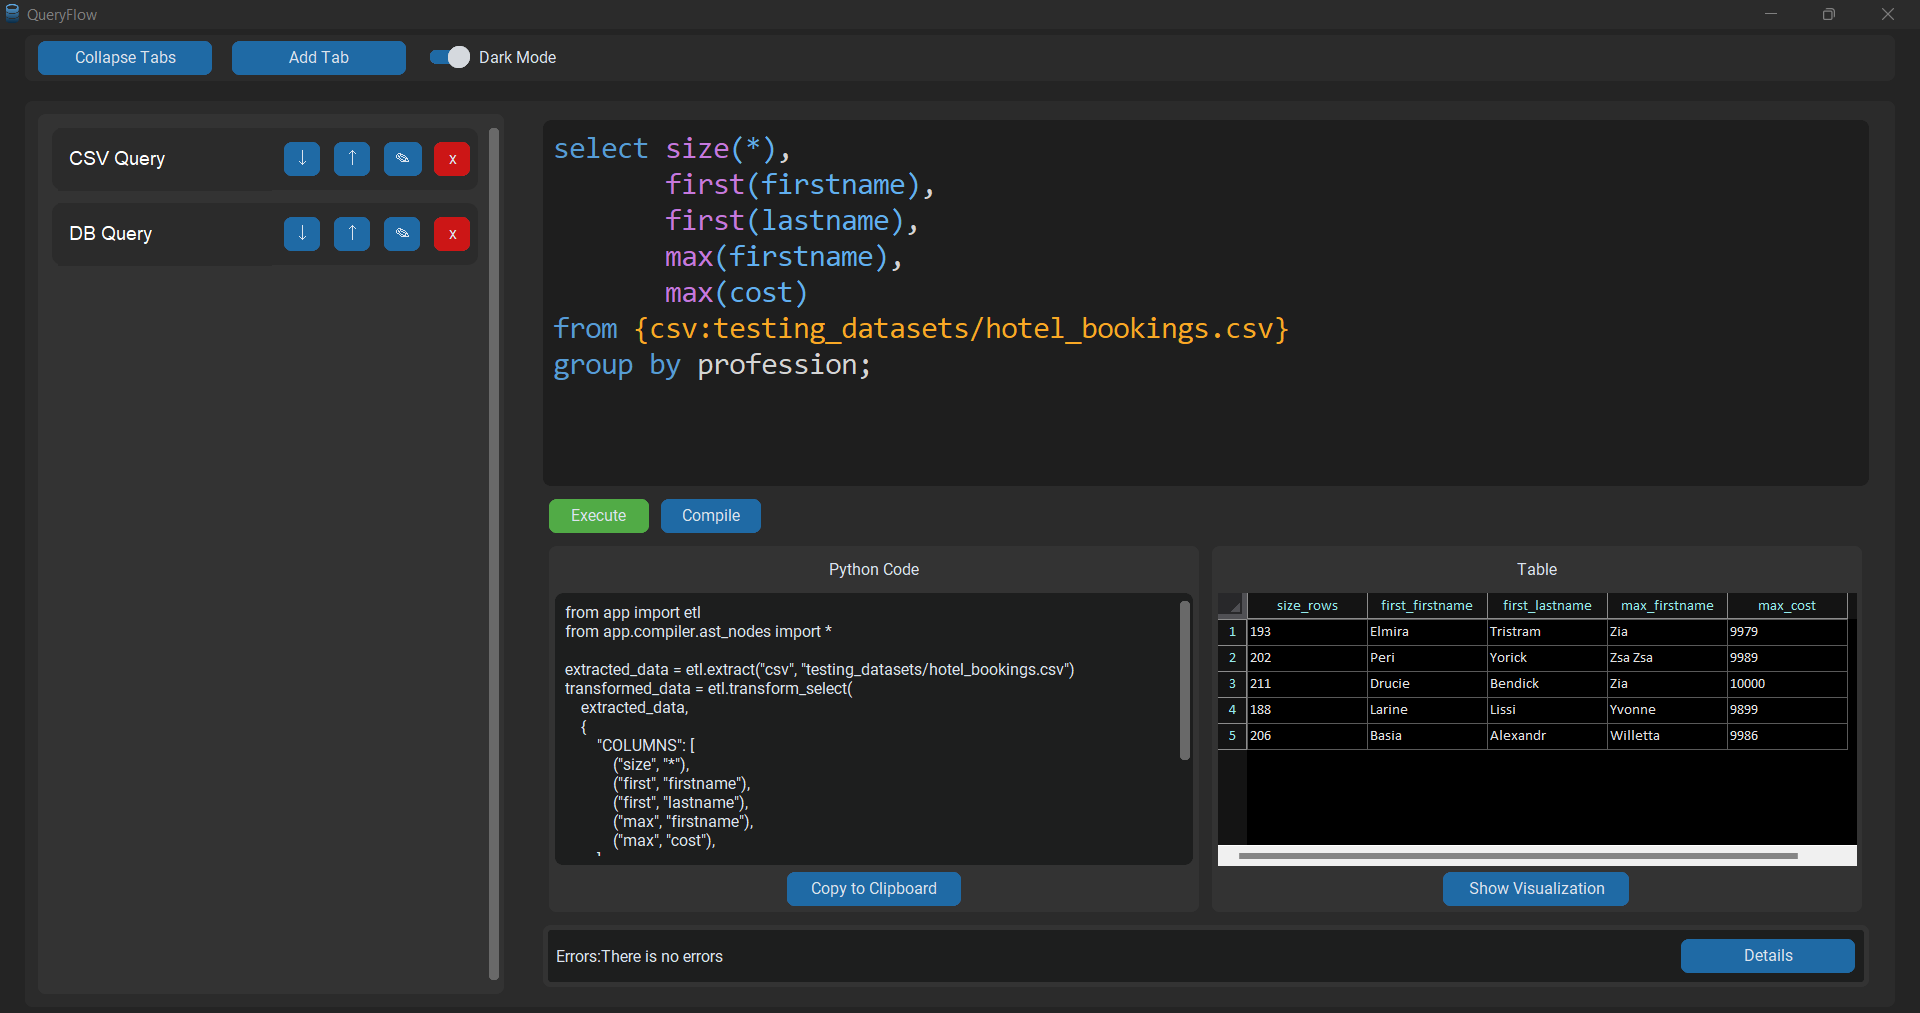 QueryFlow
Collapse Tabs
Add Tab
Dark Mode
CSV Query
↓
↑
✎
x
DB Query
↓
↑
✎
x
select size(*),
first(firstname),
first(lastname),
max(firstname),
max(cost)
from {csv:testing_datasets/hotel_bookings.csv}
group by profession;
Execute
Compile
Python Code
from app import etl
from app.compiler.ast_nodes import *
extracted_data = etl.extract("csv", "testing_datasets/hotel_bookings.csv")
transformed_data = etl.transform_select(
extracted_data,
{
"COLUMNS": [
("size", "*"),
("first", "firstname"),
("first", "lastname"),
("max", "firstname"),
("max", "cost"),
Copy to Clipboard
Table
size_rows first_firstname first_lastname max_firstname max_cost
1 193 Elmira Tristram Zia 9979
2 202 Peri Yorick Zsa Zsa 9989
3 211 Drucie Bendick Zia 10000
4 188 Larine Lissi Yvonne 9899
5 206 Basia Alexandr Willetta 9986
Show Visualization
Errors:There is no errors
Details